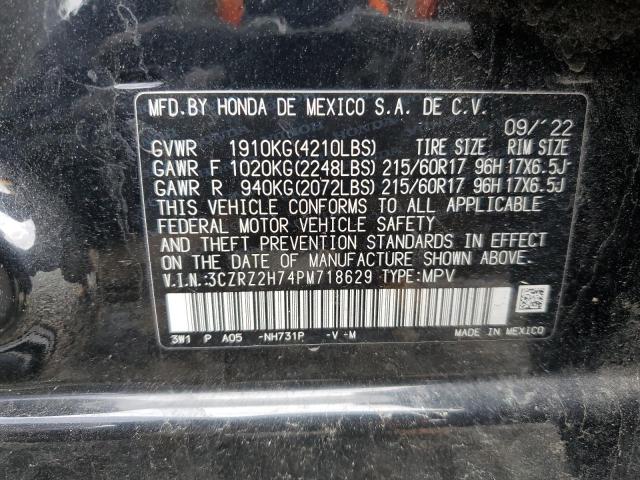 MFD.BY HONDA DE MEXICO S.A. DE C.V.
09/'22
GVWR 1910KG(4210LBS) TIRE SIZE RIM SIZE
GAWR F 1020KG(2248LBS) 215/60R17 96H 17X6.5J
GAWR R 940KG(2072LBS) 215/60R17 96H 17X6.5J
THIS VEHICLE CONFORMS TO ALL APPLICABLE
FEDERAL MOTOR VEHICLE SAFETY
AND THEFT PREVENTION STANDARDS IN EFFECT
ON THE DATE OF MANUFACTURE SHOWN ABOVE.
V.I.N.:3CZRZ2H74PM718629 TYPE:MPV
3W1 P A05 -NH731P -V-M MADE IN MEXICO